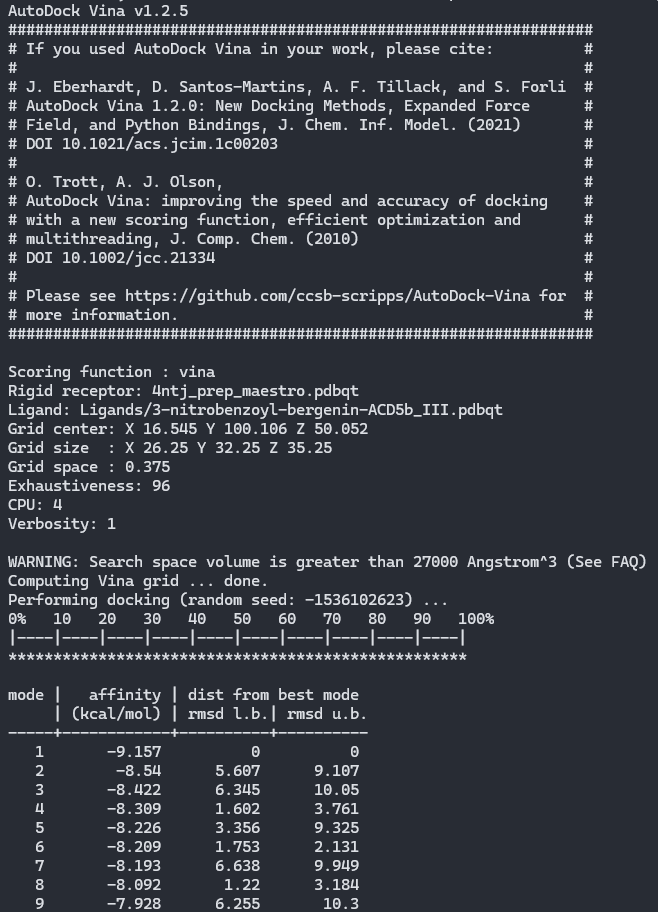 AutoDock Vina v1.2.5
#################################################################
# If you used AutoDock Vina in your work, please cite:          #
#                                                               #
# J. Eberhardt, D. Santos-Martins, A. F. Tillack, and S. Forli  #
# AutoDock Vina 1.2.0: New Docking Methods, Expanded Force      #
# Field, and Python Bindings, J. Chem. Inf. Model. (2021)       #
# DOI 10.1021/acs.jcim.1c00203                                  #
#                                                               #
# O. Trott, A. J. Olson,                                        #
# AutoDock Vina: improving the speed and accuracy of docking    #
# with a new scoring function, efficient optimization and       #
# multithreading, J. Comp. Chem. (2010)                         #
# DOI 10.1002/jcc.21334                                         #
#                                                               #
# Please see https://github.com/ccsb-scripps/AutoDock-Vina for  #
# more information.                                             #
#################################################################

Scoring function : vina
Rigid receptor: 4ntj_prep_maestro.pdbqt
Ligand: Ligands/3-nitrobenzoyl-bergenin-ACD5b_III.pdbqt
Grid center: X 16.545 Y 100.106 Z 50.052
Grid size  : X 26.25 Y 32.25 Z 35.25
Grid space : 0.375
Exhaustiveness: 96
CPU: 4
Verbosity: 1

WARNING: Search space volume is greater than 27000 Angstrom^3 (See FAQ)
Computing Vina grid ... done.
Performing docking (random seed: -1536102623) ...
0%   10   20   30   40   50   60   70   80   90   100%
|----|----|----|----|----|----|----|----|----|----|
***************************************************

mode |   affinity | dist from best mode
     | (kcal/mol) | rmsd l.b.| rmsd u.b.
-----+------------+----------+----------
   1       -9.157          0          0
   2        -8.54      5.607      9.107
   3       -8.422      6.345      10.05
   4       -8.309      1.602      3.761
   5       -8.226      3.356      9.325
   6       -8.209      1.753      2.131
   7       -8.193      6.638      9.949
   8       -8.092       1.22      3.184
   9       -7.928      6.255       10.3